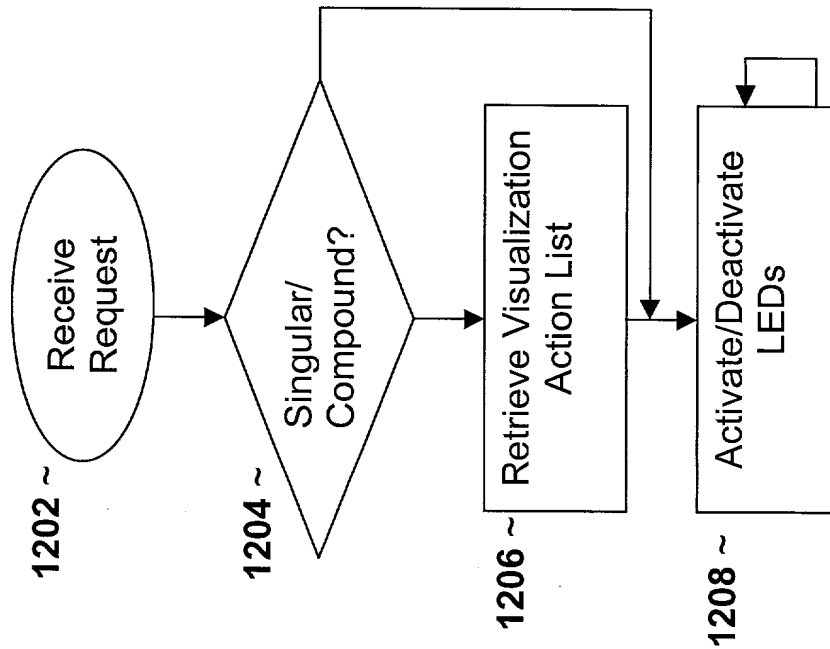 1202 ~
Receive
Request
1204 ~
Singular/
Compound?
1206 ~
Retrieve Visualization
Action List
1208 ~
Activate/Deactivate
LEDs